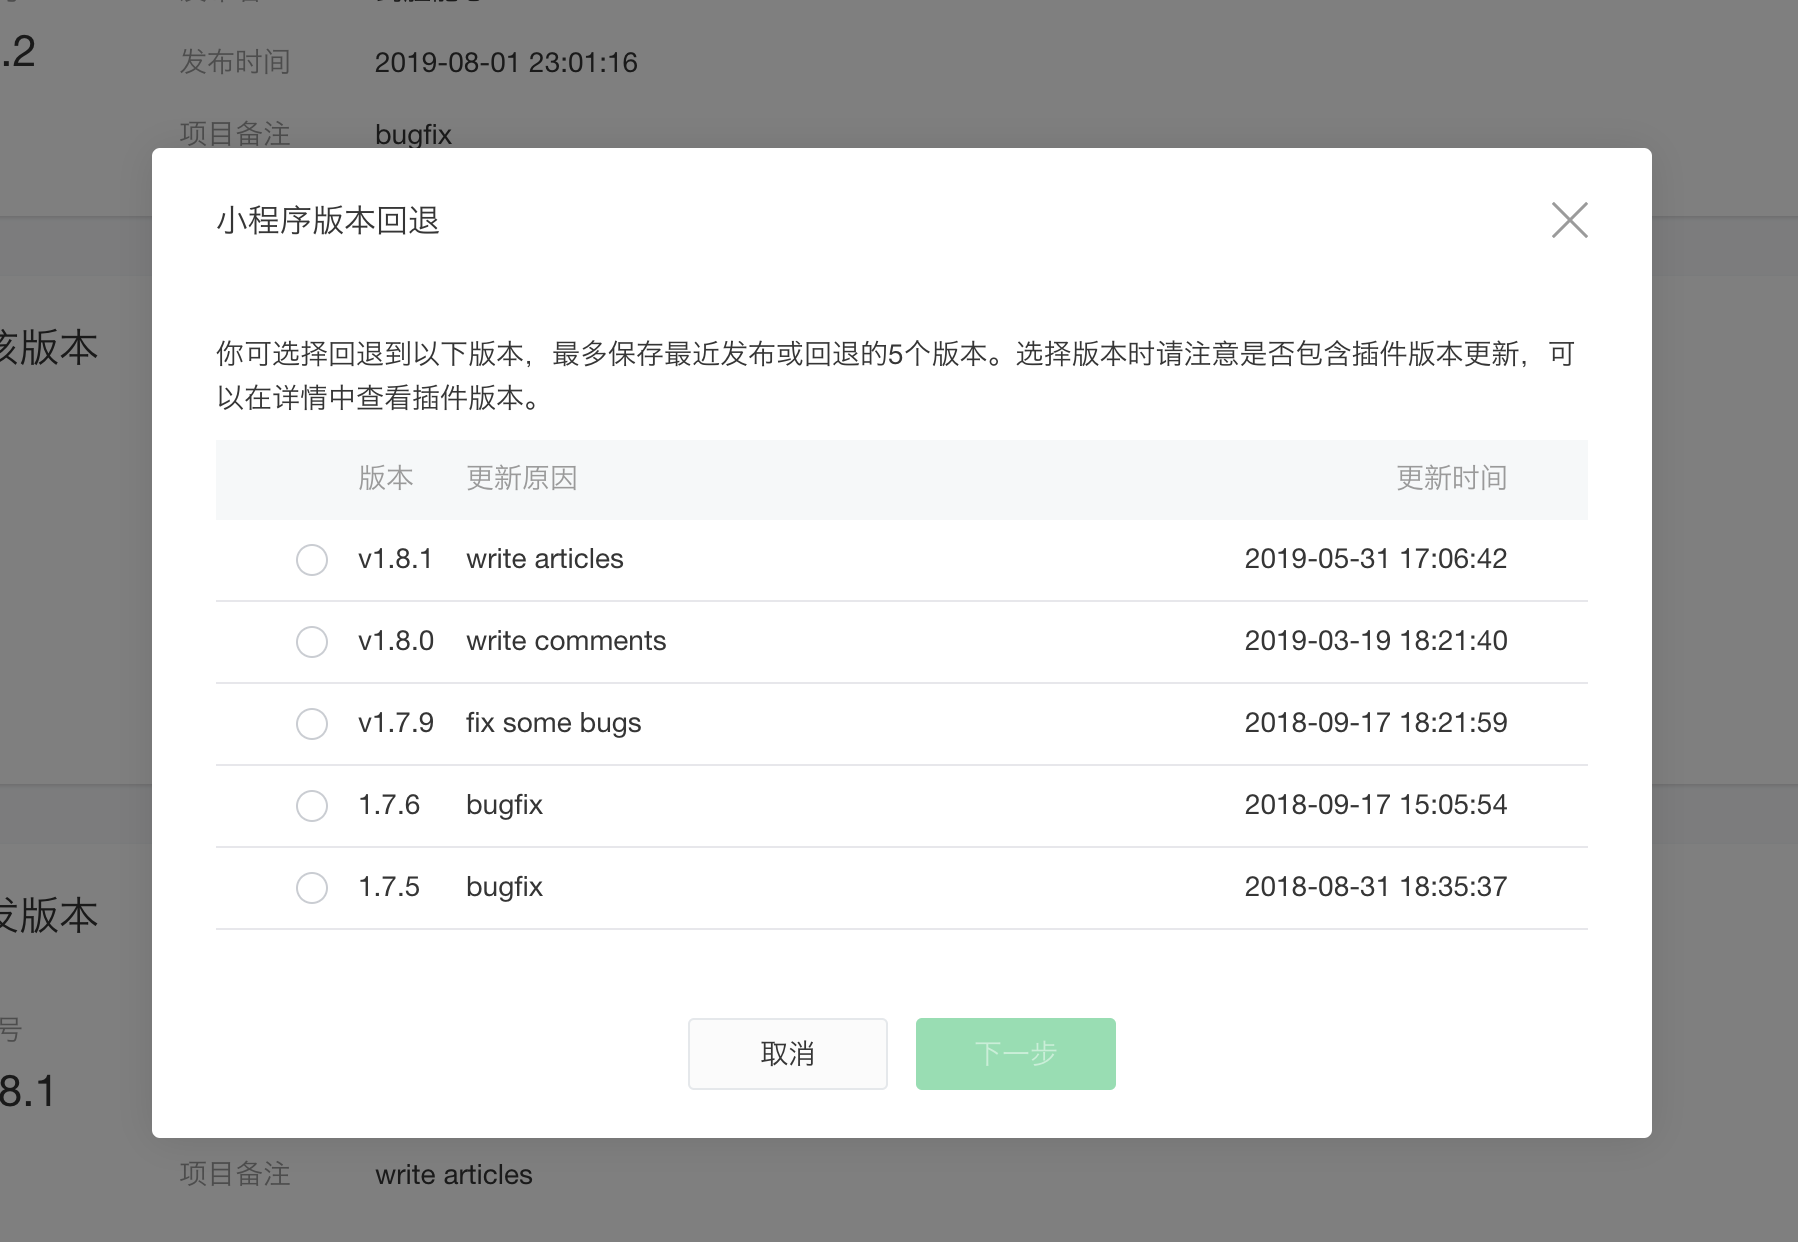 .2
发布时间 2019-08-01 23:01:16
项目备注 bugfix
小程序版本回退
你可选择回退到以下版本，最多保存最近发布或回退的5个版本。选择版本时请注意是否包含插件版本更新，可
以在详情中查看插件版本。
版本 更新原因 更新时间
v1.8.1 write articles 2019-05-31 17:06:42
v1.8.0 write comments 2019-03-19 18:21:40
v1.7.9 fix some bugs 2018-09-17 18:21:59
1.7.6 bugfix 2018-09-17 15:05:54
1.7.5 bugfix 2018-08-31 18:35:37
取消 下一步
版本
版本
号
8.1
项目备注 write articles